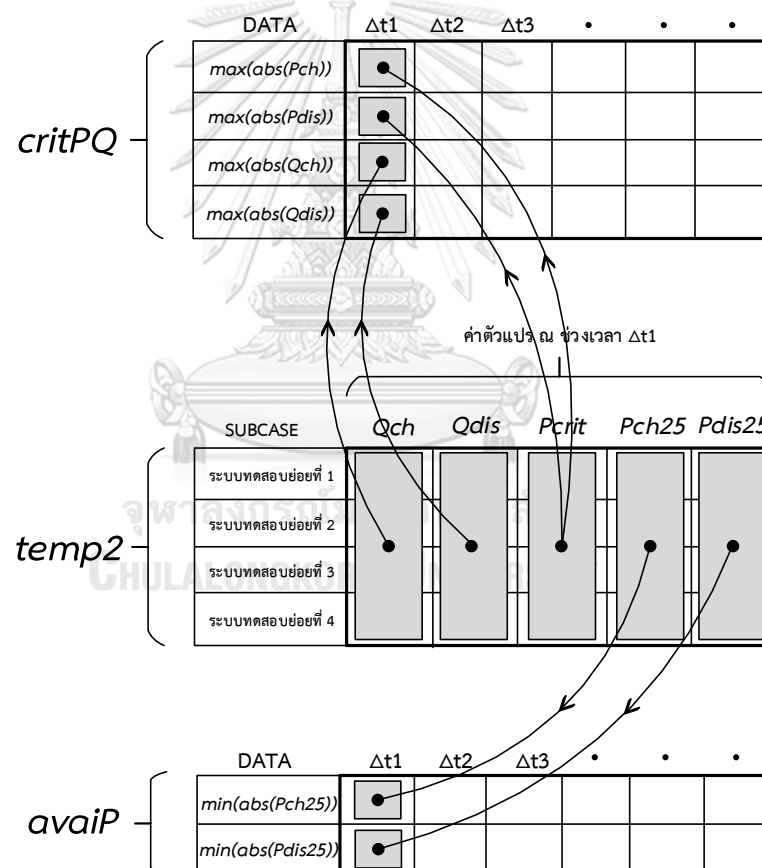 DATA Δt1 Δt2 Δt3 • • •
critPQ
max(abs(Pch))
max(abs(Pdis))
max(abs(Qch))
max(abs(Qdis))
ค่าตัวแปร ณ ช่วงเวลา Δt1
SUBCASE Qch Qdis Pcrit Pch25 Pdis25
temp2
ระบบทดสอบย่อยที่ 1
ระบบทดสอบย่อยที่ 2
ระบบทดสอบย่อยที่ 3
ระบบทดสอบย่อยที่ 4
CHULALONGKORN UNIVERSITY
DATA Δt1 Δt2 Δt3 • • •
avaiP
min(abs(Pch25))
min(abs(Pdis25))